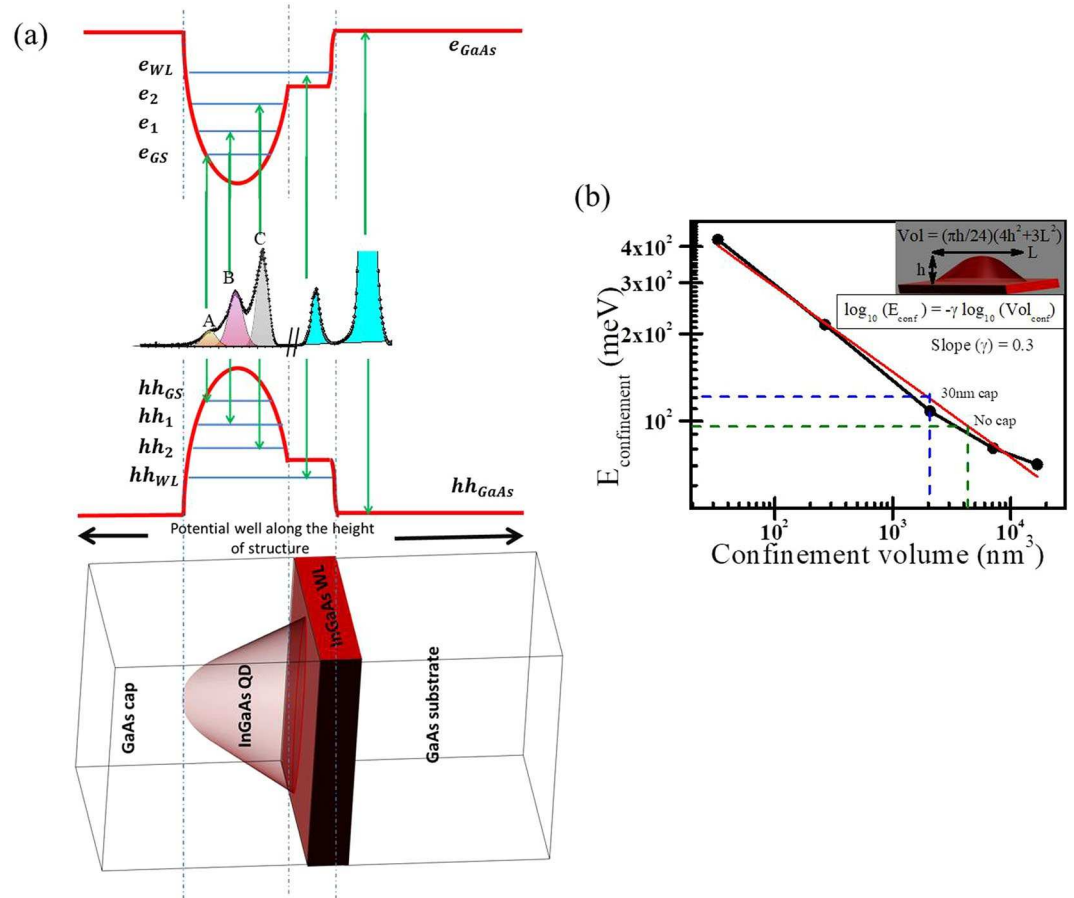 (a)
e_GaAs
e_WL
e_2
e_1
e_GS
A
B
C
//
hh_GS
hh_1
hh_2
hh_WL
hh_GaAs
Potential well along the height
of structure
GaAs cap
InGaAs QD
InGaAs WL
GaAs substrate
(b)
Vol = (πh/24)(4h²+3L²)
L
h
log₁₀ (E_conf) = -γ log₁₀ (Vol_conf)
Slope (γ) = 0.3
30nm cap
No cap
4x10²
3x10²
2x10²
10²
E_confinement (meV)
10² 10³ 10⁴
Confinement volume (nm³)